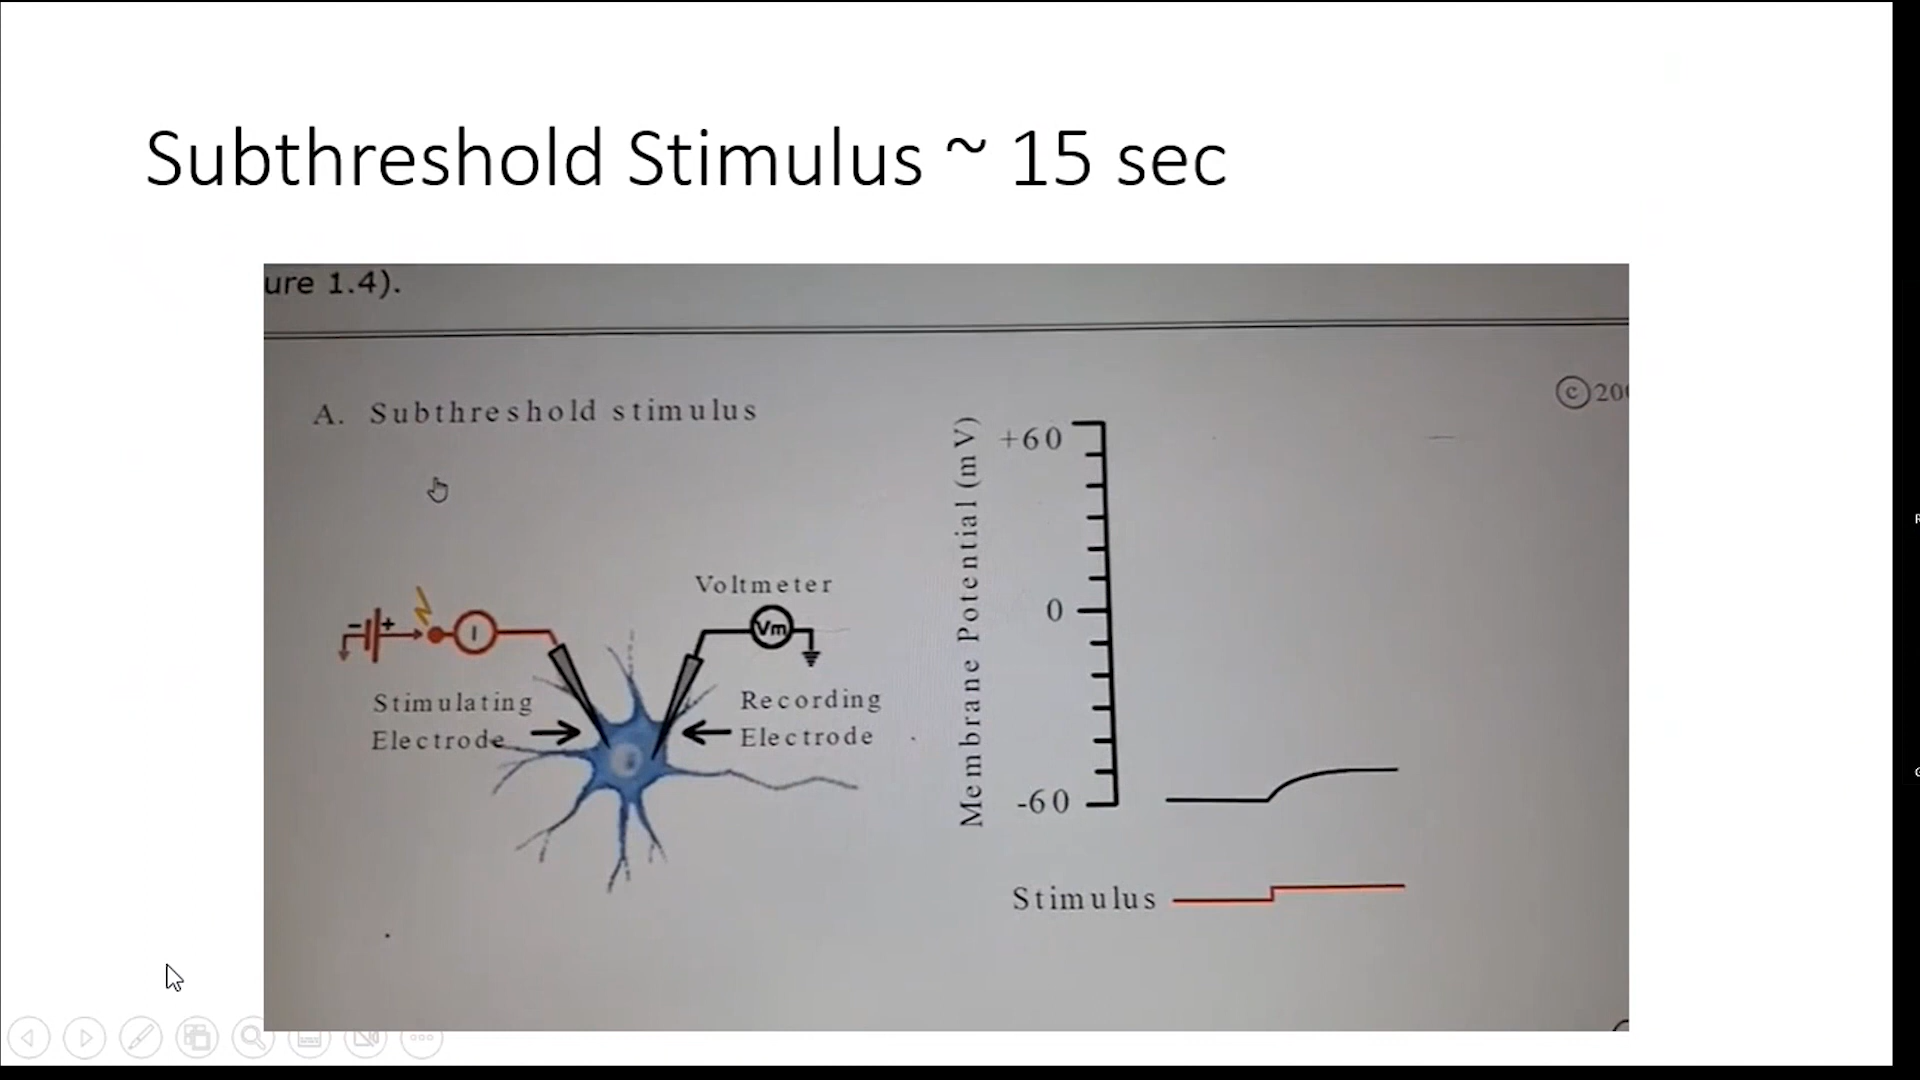 Subthreshold Stimulus ~ 15 sec
ure 1.4).
A. Subthreshold stimulus
Voltmeter
- +
I
Vm
Stimulating
Electrode
Recording
Electrode
Membrane Potential (mV)
+60
0
-60
Stimulus